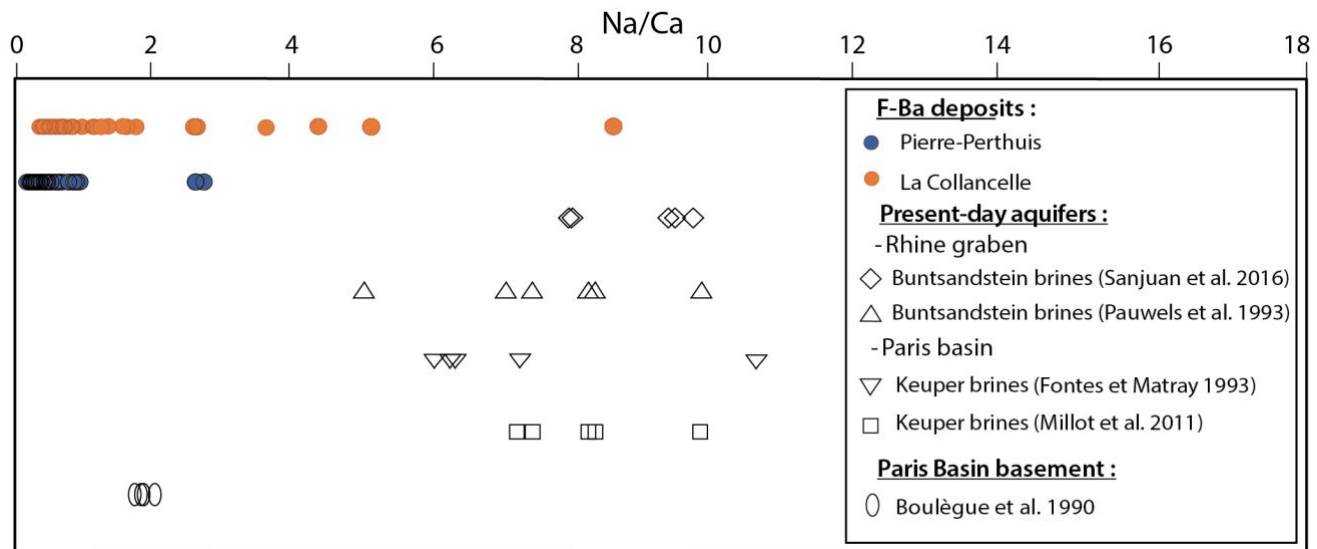 Na/Ca
0 2 4 6 8 10 12 14 16 18
F-Ba deposits :
Pierre-Perthuis
La Collancelle
Present-day aquifers :
- Rhine graben
Buntsandstein brines (Sanjuan et al. 2016)
Buntsandstein brines (Pauwels et al. 1993)
- Paris basin
Keuper brines (Fontes et Matray 1993)
Keuper brines (Millot et al. 2011)
Paris Basin basement :
Boulègue et al. 1990